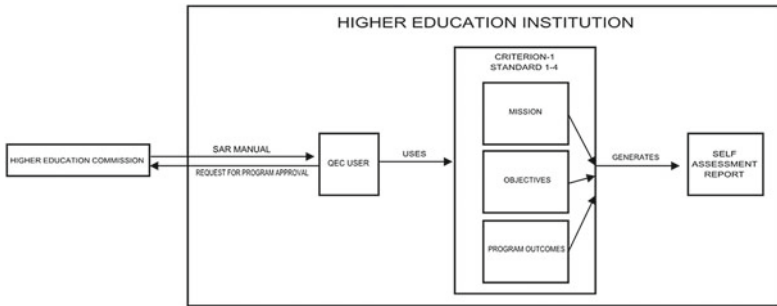 HIGHER EDUCATION INSTITUTION
CRITERION-1
STANDARD 1-4
MISSION
HIGHER EDUCATION COMMISSION
SAR MANUAL
REQUEST FOR PROGRAM APPROVAL
QEC USER
USES
OBJECTIVES
PROGRAM OUTCOMES
GENERATES
SELF
ASSESSMENT
REPORT